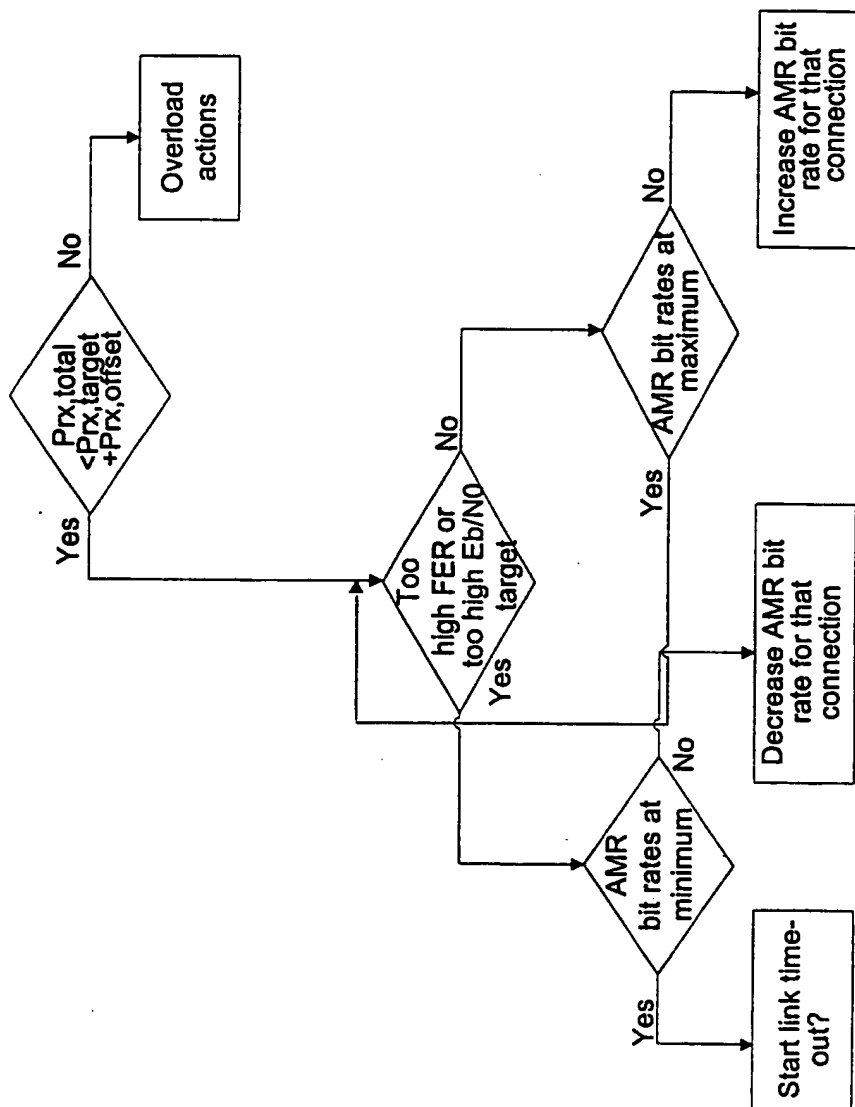 Prx,total
<Prx,target
+Prx,offset
Yes
No
Overload
actions
Too
high FER or
too high Eb/N0
target
Yes
No
AMR
bit rates at
minimum
Yes
No
AMR bit rates at
maximum
Yes
No
Start link time-
out?
Decrease AMR bit
rate for that
connection
Increase AMR bit
rate for that
connection